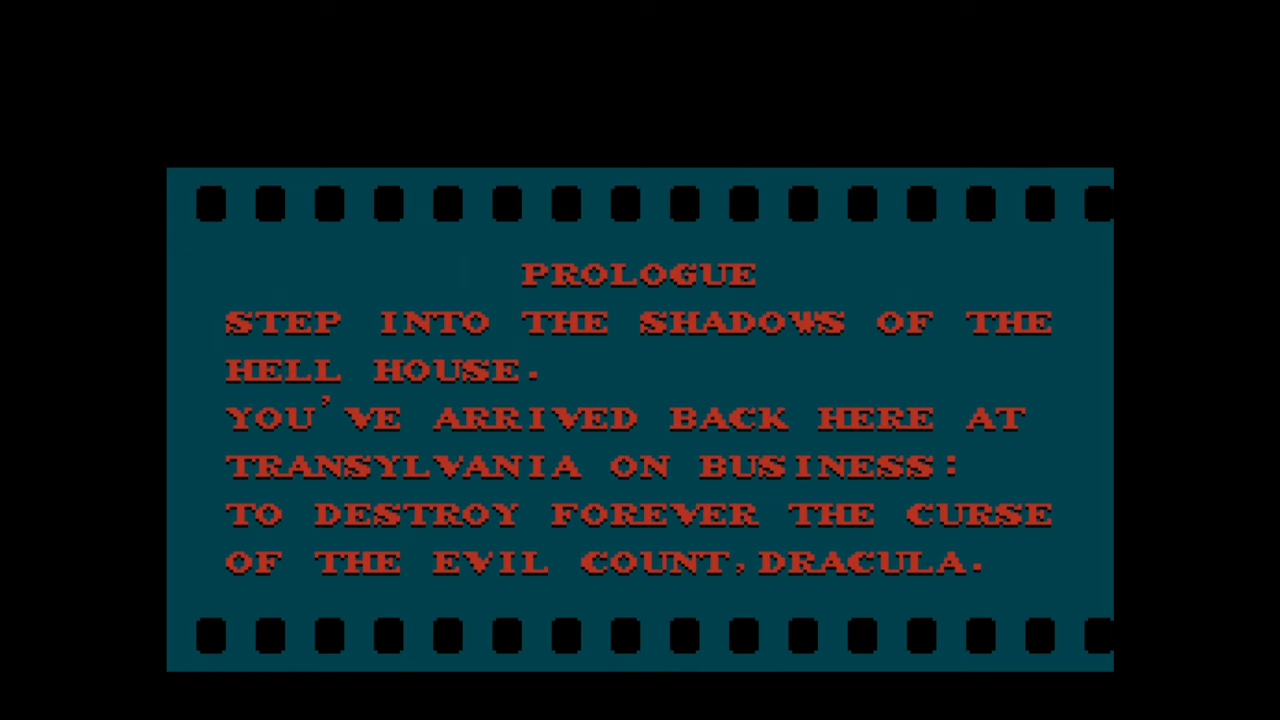 PROLOGUE
STEP INTO THE SHADOWS OF THE
HELL HOUSE.
YOU'VE ARRIVED BACK HERE AT
TRANSYLVANIA ON BUSINESS:
TO DESTROY FOREVER THE CURSE
OF THE EVIL COUNT,DRACULA.